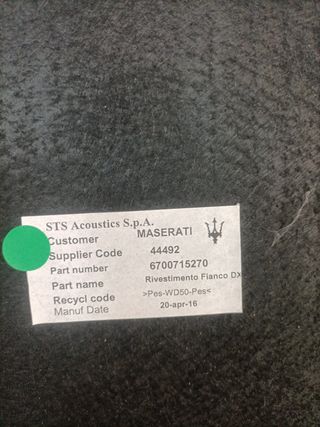 STS Acoustics S.p.A.
Customer MASERATI
Supplier Code 44492
Part number 6700715270
Part name Rivestimento Fianco DX
Recycl code >Pes-WD50-Pes<
Manuf Date 20-apr-16